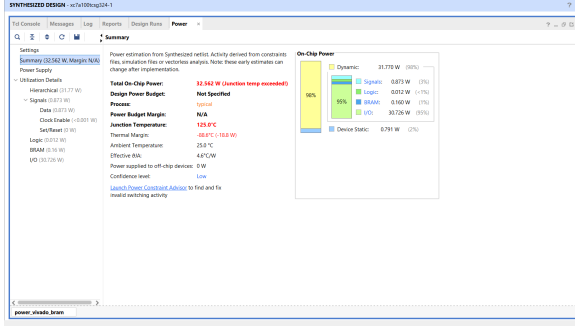 SYNTHESIZED DESIGN - xc7a100tcsg324-1
?
Tcl Console Messages Log Reports Design Runs Power ×
Summary
Settings
Summary (32.562 W, Margin: N/A)
Power Supply
Utilization Details
Hierarchical (31.77 W)
Signals (0.873 W)
Data (0.873 W)
Clock Enable (<0.001 W)
Set/Reset (0 W)
Logic (0.012 W)
BRAM (0.16 W)
I/O (30.726 W)
Power estimation from Synthesized netlist. Activity derived from constraints
files, simulation files or vectorless analysis. Note: these early estimates can
change after implementation.
Total On-Chip Power: 32.562 W (Junction temp exceeded!)
Design Power Budget: Not Specified
Process: typical
Power Budget Margin: N/A
Junction Temperature: 125.0°C
Thermal Margin: -88.6°C (-18.8 W)
Ambient Temperature: 25.0 °C
Effective θJA: 4.6°C/W
Power supplied to off-chip devices: 0 W
Confidence level: Low
Launch Power Constraint Advisor to find and fix
invalid switching activity
On-Chip Power
98%
Dynamic: 31.770 W (98%)
95%
Signals: 0.873 W (3%)
Logic: 0.012 W (<1%)
BRAM: 0.160 W (1%)
I/O: 30.726 W (95%)
Device Static: 0.791 W (2%)
power_vivado_bram